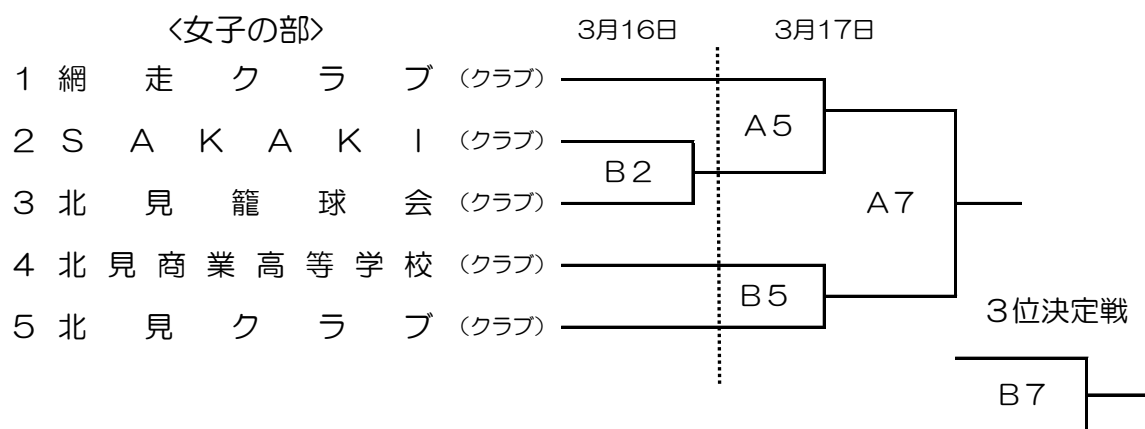 <女子の部> 3月16日 3月17日
1 網走クラブ (クラブ)
A5
2 SAKAKI (クラブ)
B2
3 北見籠球会 (クラブ)
A7
4 北見商業高等学校 (クラブ)
B5
3位決定戦
5 北見クラブ (クラブ)
B7